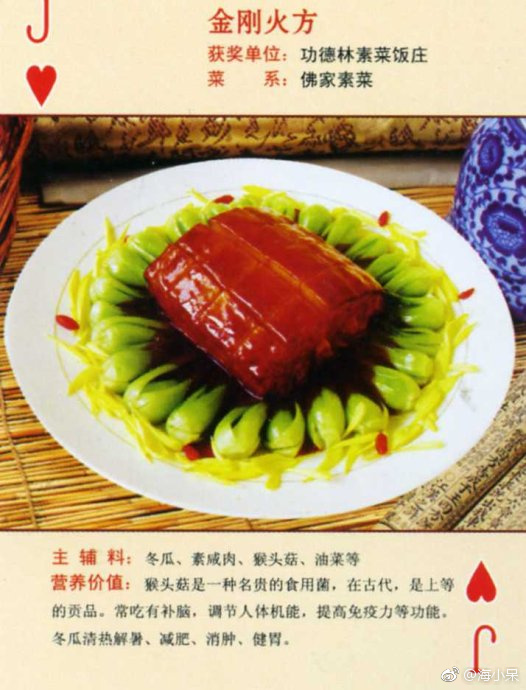 J
金刚火方
获奖单位：功德林素菜饭庄
菜 系：佛家素菜
主 辅 料：冬瓜、素咸肉、猴头菇、油菜等
营养价值：猴头菇是一种名贵的食用菌，在古代，是上等
的贡品。常吃有补脑，调节人体机能，提高免疫力等功能。
冬瓜清热解暑、减肥、消肿、健胃。
J
@海小呆